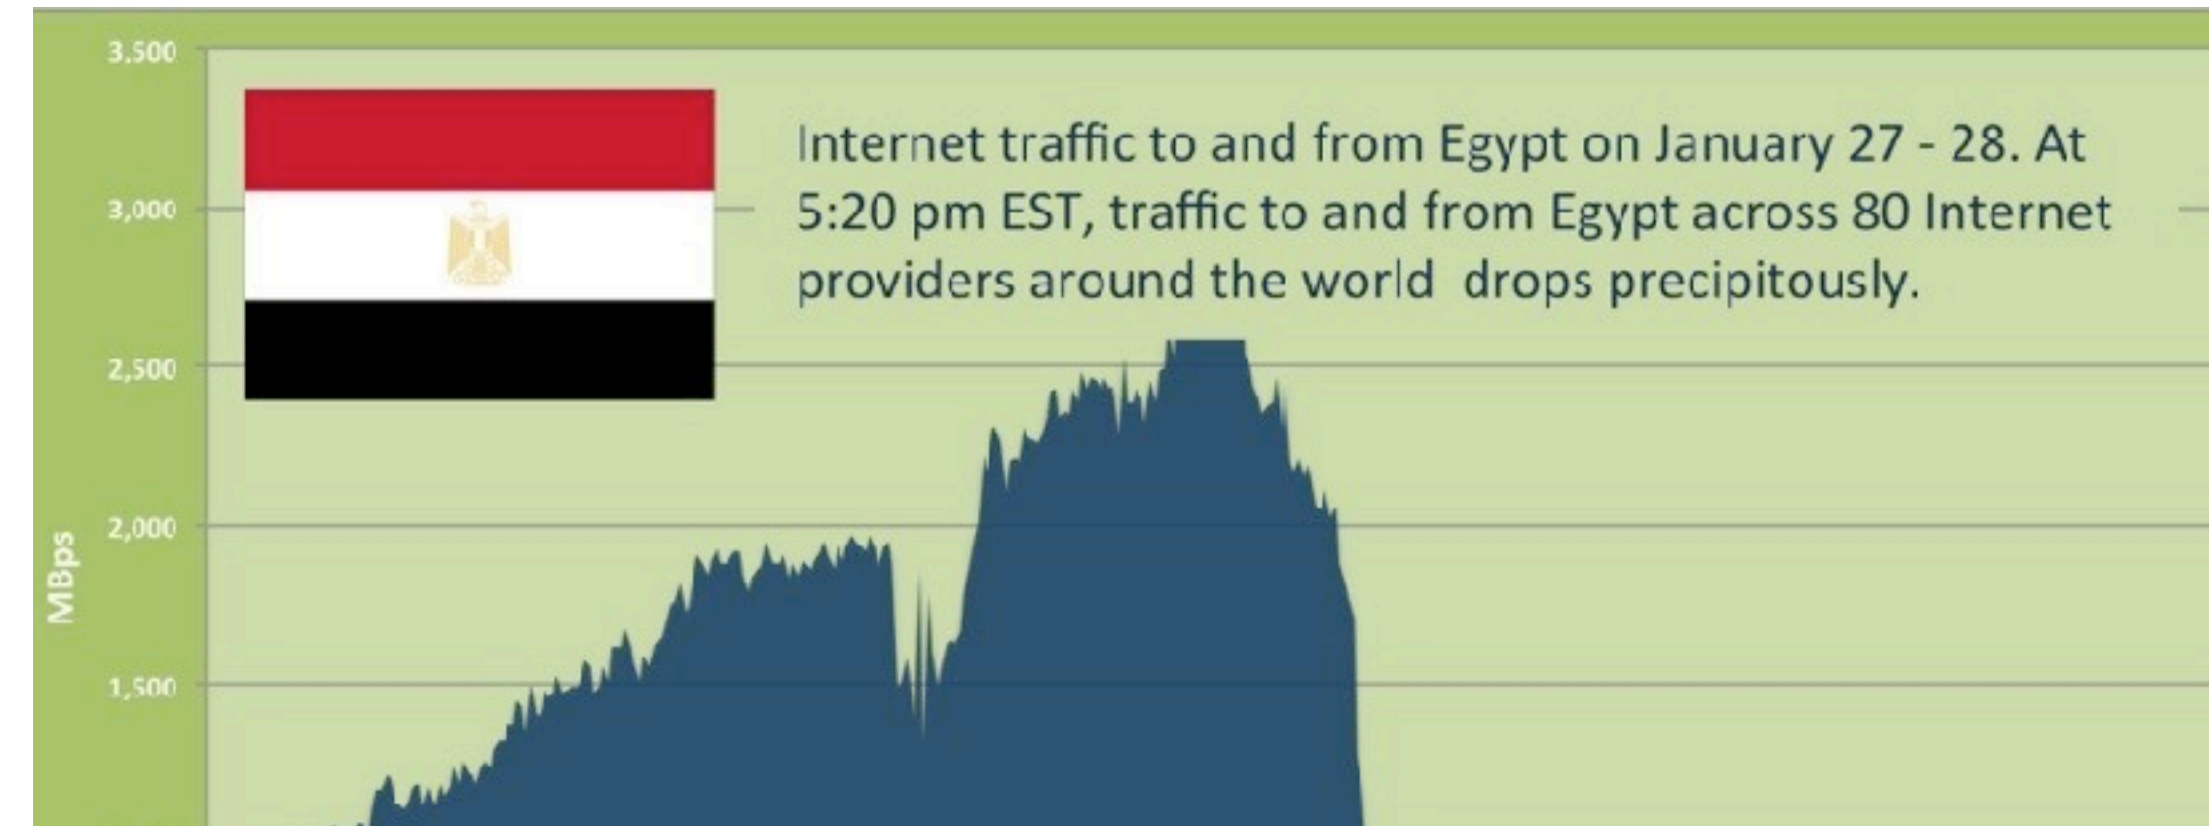 3,500
Internet traffic to and from Egypt on January 27 - 28. At
3,000
5:20 pm EST, traffic to and from Egypt across 80 Internet
providers around the world  drops precipitously.
2,500
2,000
MBps
1,500